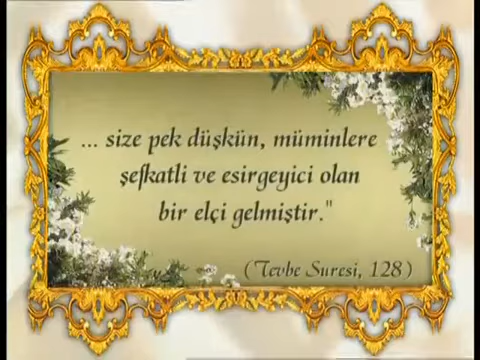 ... size pek düşkün, müminlere
şefkatli ve esirgeyici olan
bir elçi gelmiştir."
(Tevbe Suresi, 128)